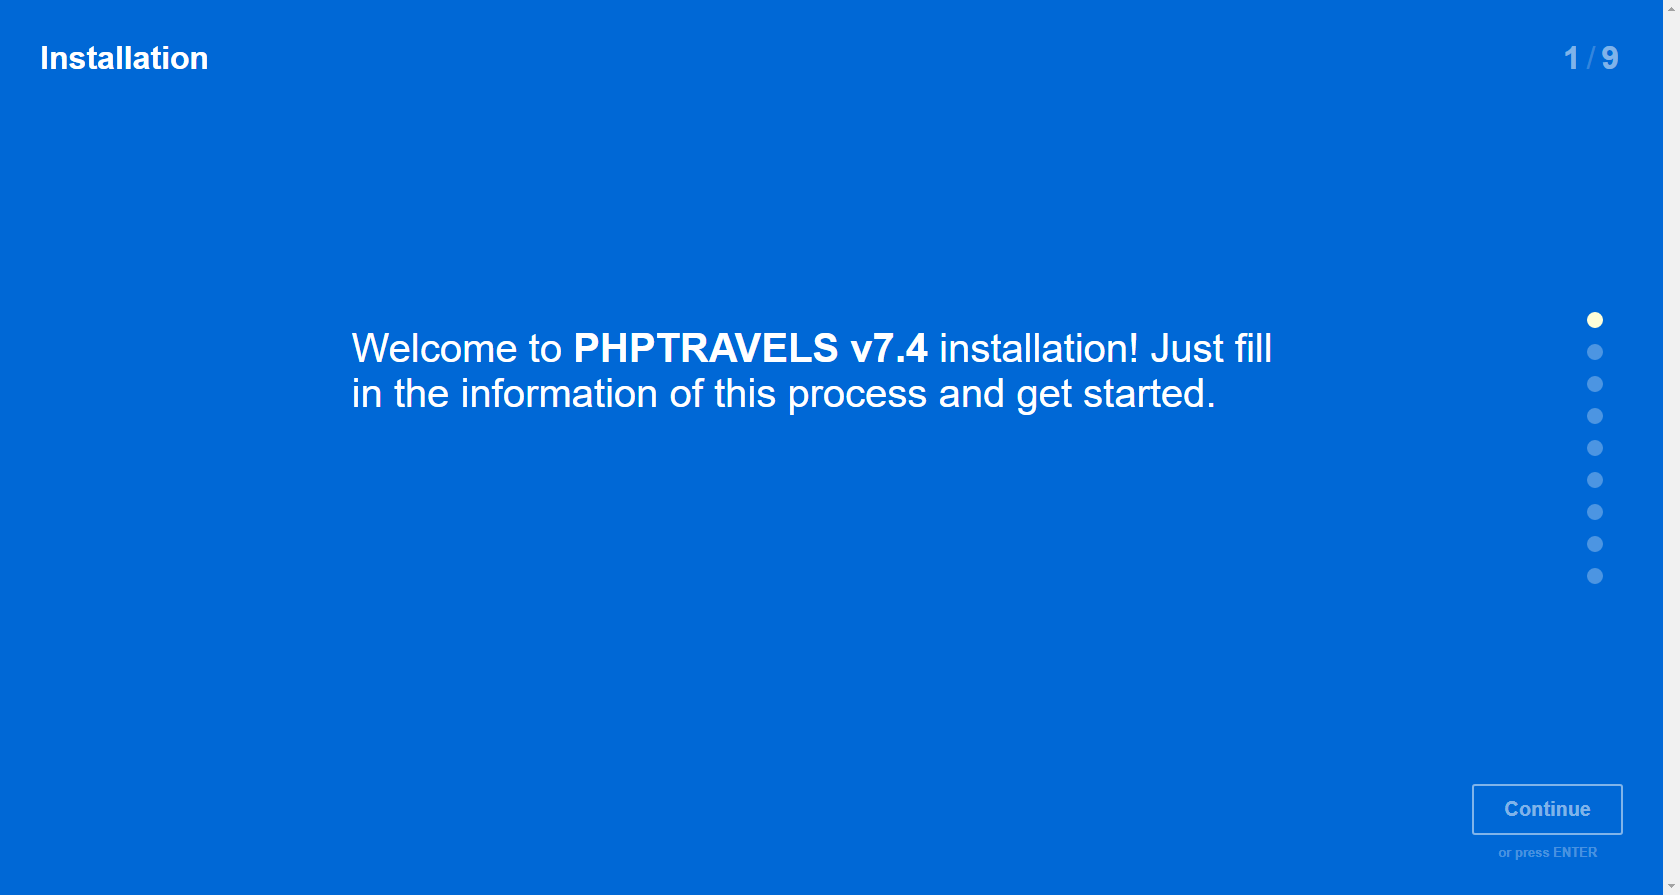 Installation
1 / 9
Welcome to PHPTRAVELS v7.4 installation! Just fill
in the information of this process and get started.
Continue
or press ENTER